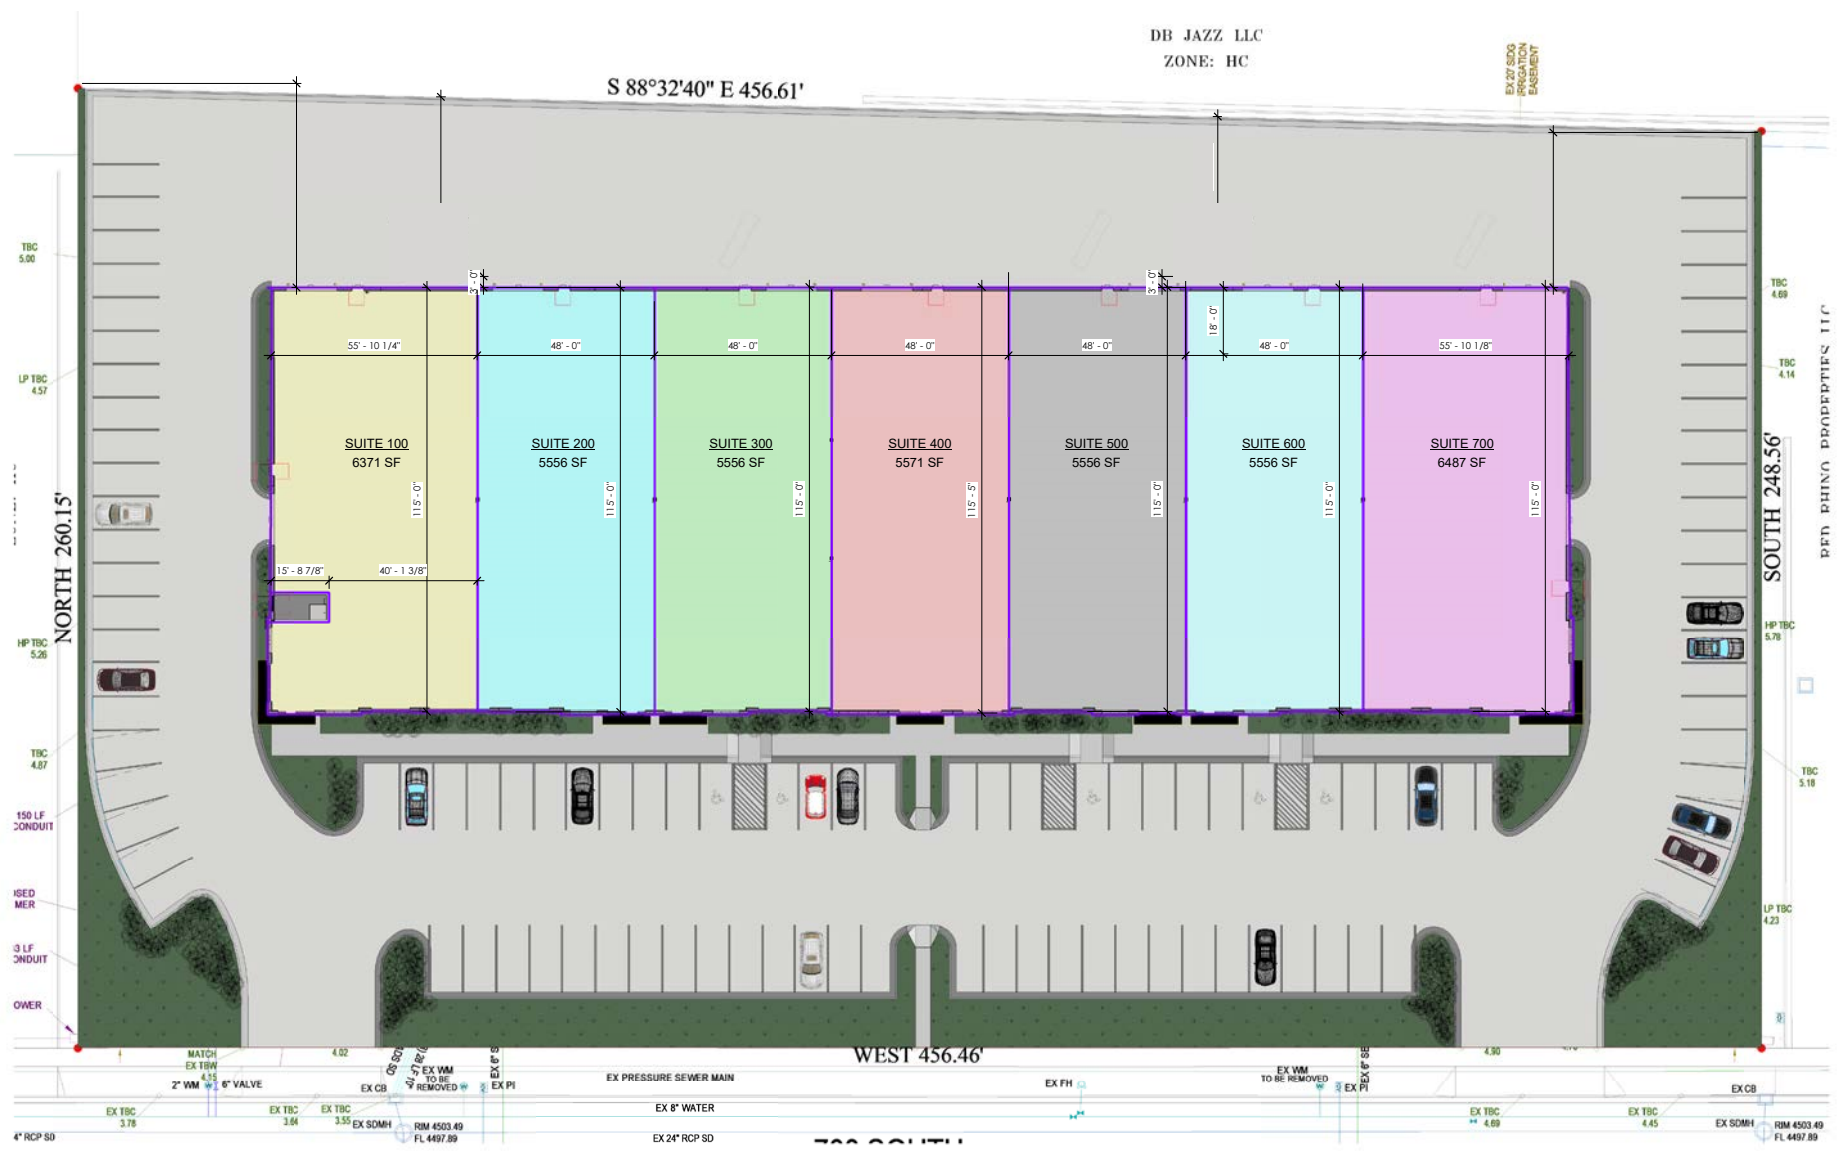 DB JAZZ LLC
ZONE: HC
EX 20' SIDG
IRRIGATION
EASEMENT
S 88°32'40" E 456.61'
TBC
5.00
LP TBC
4.57
NORTH 260.15'
HP TBC
5.26
TBC
4.87
150 LF
CONDUIT
3 LF
3' - 0"
3' - 0"
18' - 0"
55' - 10 1/4"
48' - 0"
48' - 0"
48' - 0"
48' - 0"
48' - 0"
55' - 10 1/8"
SUITE 100
6371 SF
SUITE 200
5556 SF
SUITE 300
5556 SF
SUITE 400
5571 SF
SUITE 500
5556 SF
SUITE 600
5556 SF
SUITE 700
6487 SF
115' - 0"
115' - 0"
115' - 0"
115' - 5"
115' - 0"
115' - 0"
115' - 0"
15' - 8 7/8"
40' - 1 3/8"
TBC
4.69
TBC
4.14
RED RHINO PROPERTIES LLC
SOUTH 248.56'
HP TBC
5.78
TBC
5.18
LP TBC
4.23
WEST 456.46'
MATCH
EX TBW
4.15
4.02
2" WM
6" VALVE
EX CB
EX WM
TO BE
REMOVED
EX PI
EX 6" S
EX PRESSURE SEWER MAIN
EX FH
EX WM
TO BE REMOVED
EX PI
4.90
EX CB
EX TBC
3.78
EX TBC
3.64
EX TBC
3.55
EX SDMH
RIM 4503.49
FL 4497.89
EX 8" WATER
EX 24" RCP SD
EX TBC
4.69
EX TBC
4.45
EX SDMH
RIM 4503.49
FL 4497.89
4" RCP SD